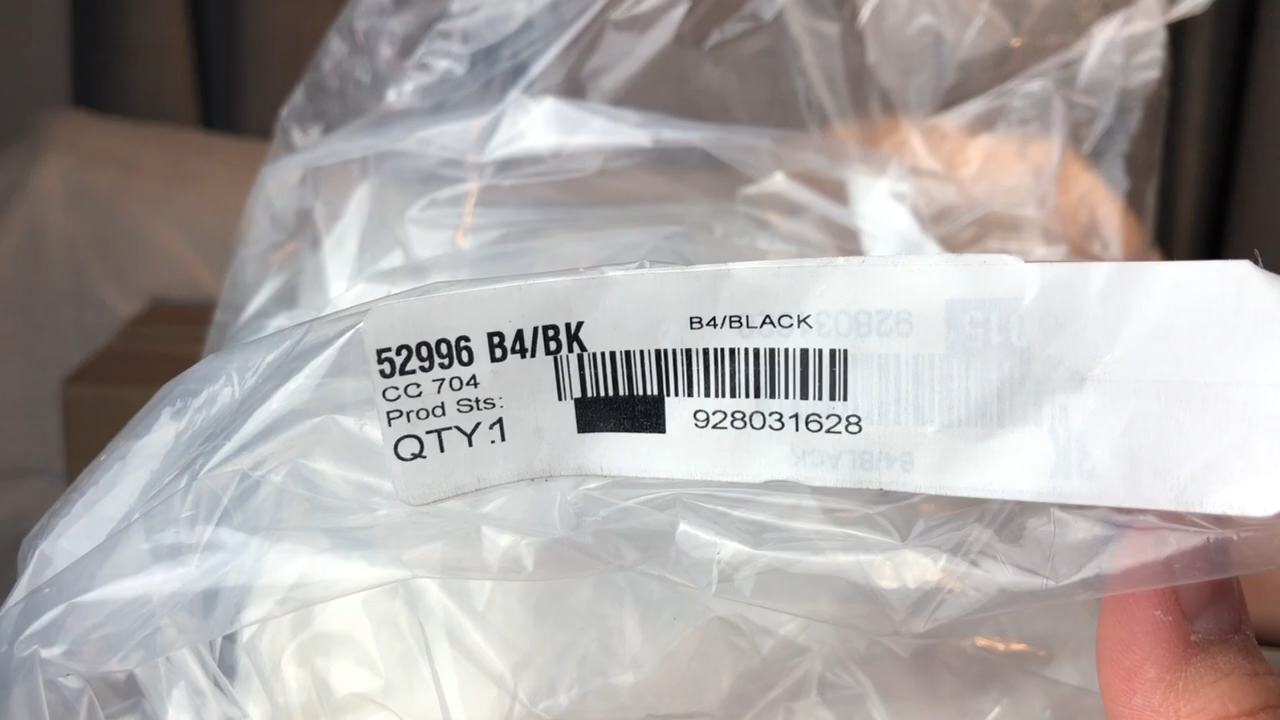 52996 B4/BK
B4/BLACK
CC 704
Prod Sts:
QTY:1
928031628